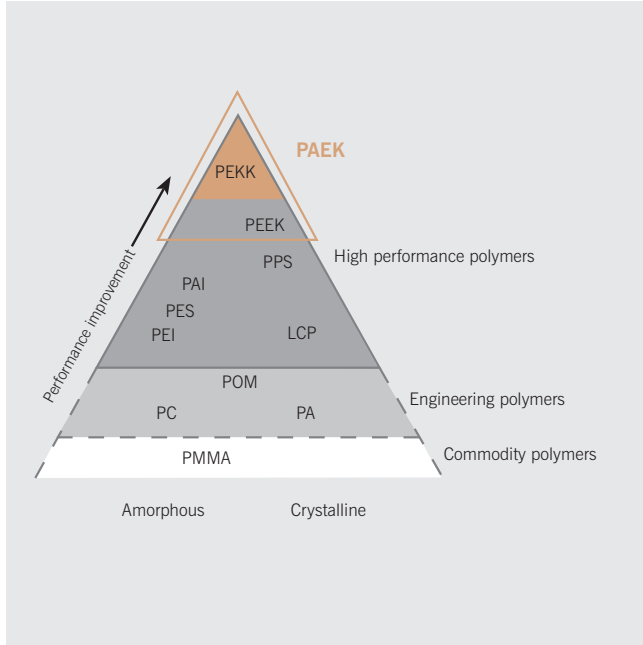 PAEK
PEKK
PEEK
High performance polymers
PPS
PAI
PES
PEI
LCP
Performance improvement
POM
Engineering polymers
PC
PA
Commodity polymers
PMMA
Amorphous
Crystalline